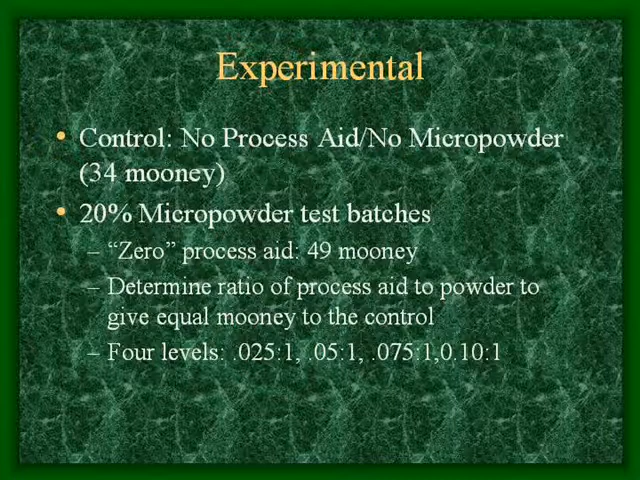 Experimental
• Control: No Process Aid/No Micropowder
(34 mooney)
• 20% Micropowder test batches
– “Zero” process aid: 49 mooney
– Determine ratio of process aid to powder to
give equal mooney to the control
– Four levels: .025:1, .05:1, .075:1,0.10:1